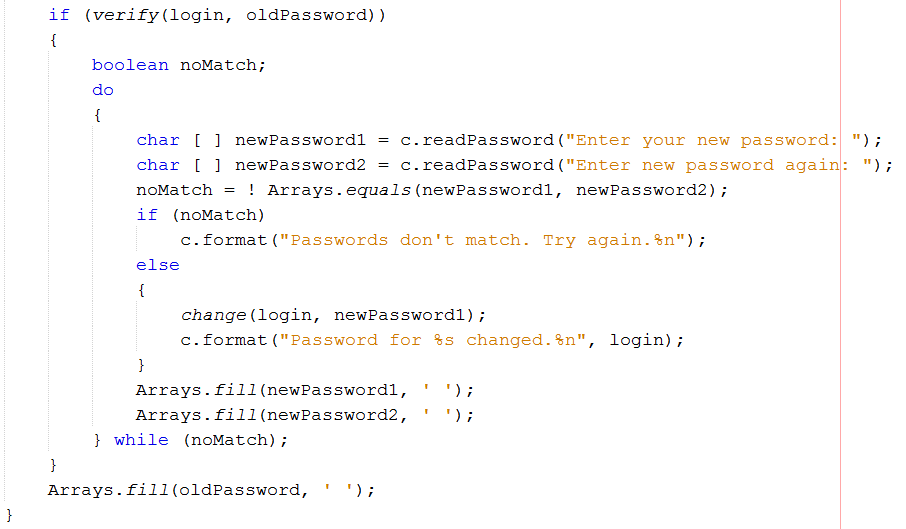 if (verify(login, oldPassword))
{
boolean noMatch;
do
{
char [ ] newPassword1 = c.readPassword("Enter your new password: ");
char [ ] newPassword2 = c.readPassword("Enter new password again: ");
noMatch = ! Arrays.equals(newPassword1, newPassword2);
if (noMatch)
c.format("Passwords don't match. Try again.%n");
else
{
change(login, newPassword1);
c.format("Password for %s changed.%n", login);
}
Arrays.fill(newPassword1, ' ');
Arrays.fill(newPassword2, ' ');
} while (noMatch);
}
Arrays.fill(oldPassword, ' ');
}